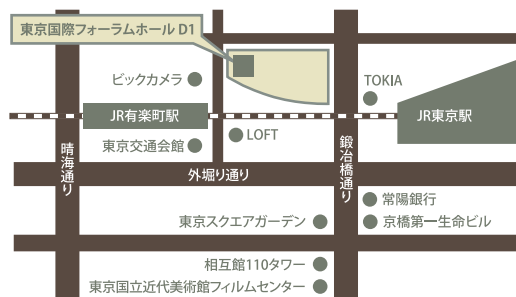 東京国際フォーラムホール D1
ビックカメラ
TOKIA
JR有楽町駅
JR東京駅
LOFT
東京交通会館
晴海通り
鍛冶橋通り
外堀り通り
常陽銀行
東京スクエアガーデン
京橋第一生命ビル
相互館110タワー
東京国立近代美術館フィルムセンター